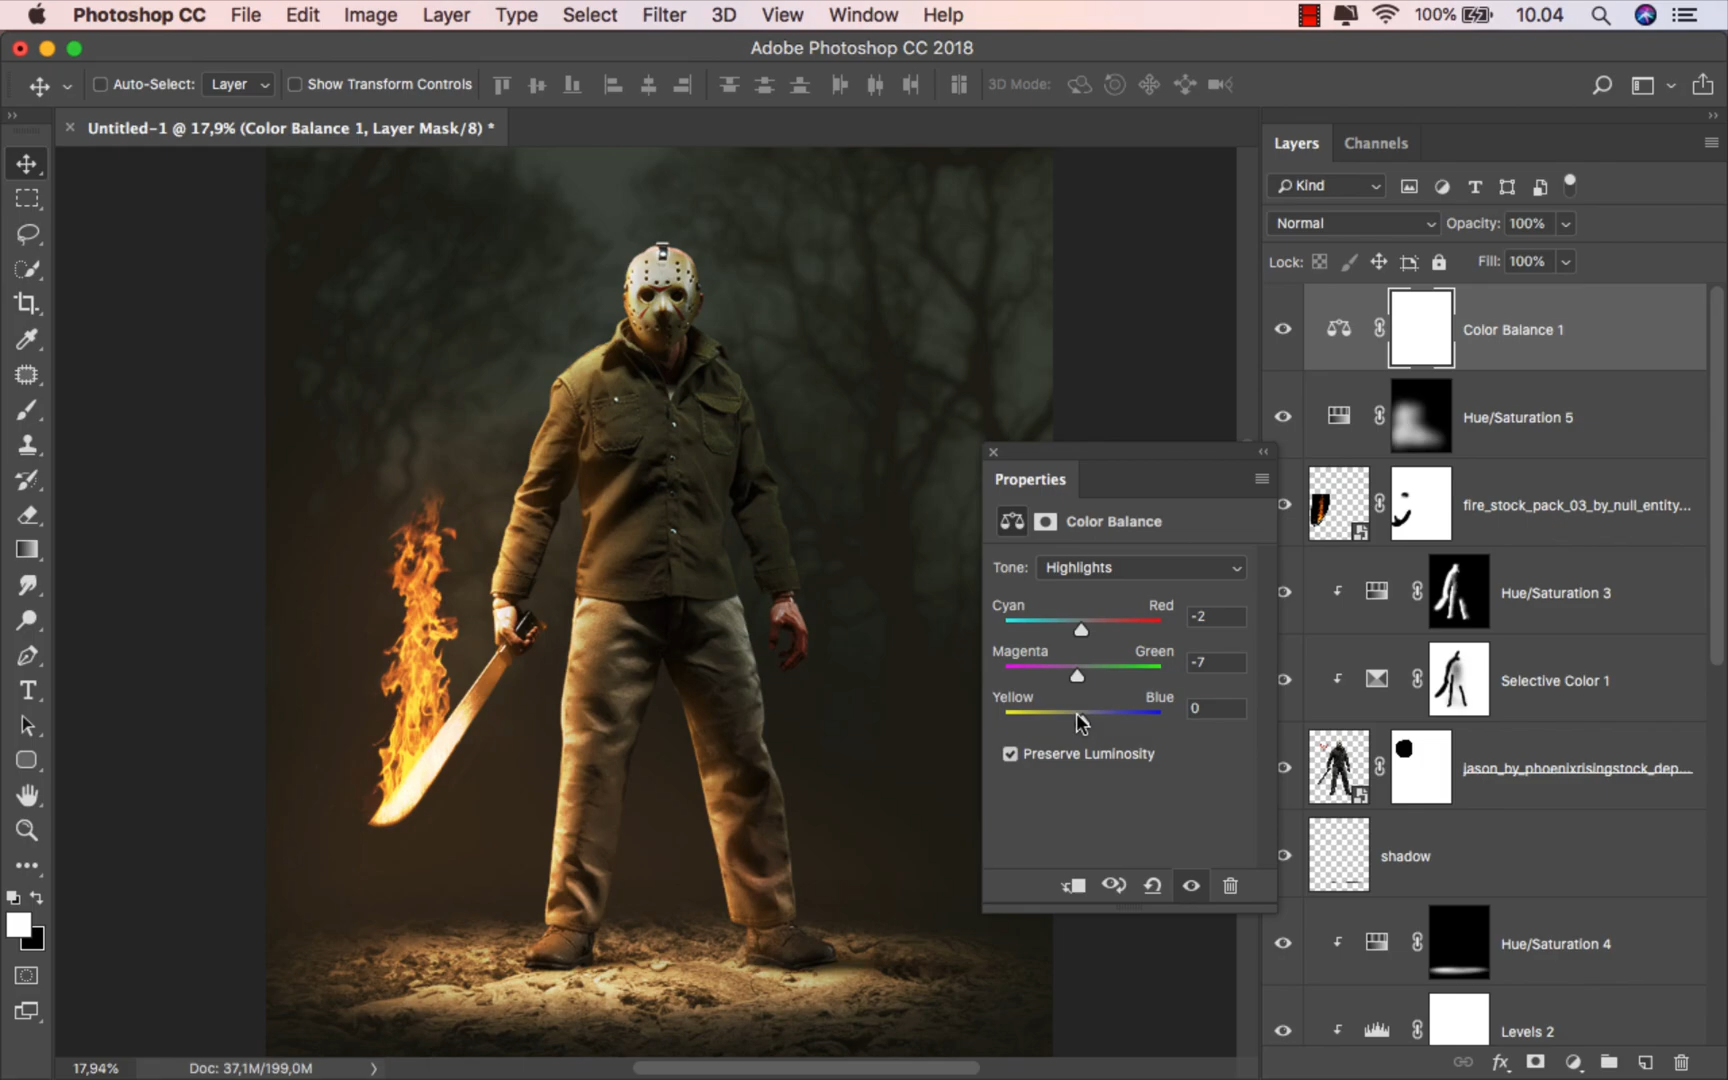 Photoshop CC File Edit Image Layer Type Select Filter 3D View Window Help 100% 10.04
Adobe Photoshop CC 2018
Auto-Select: Layer Show Transform Controls 3D Mode:
Untitled-1 @ 17,9% (Color Balance 1, Layer Mask/8) *
Layers Channels
Kind
Normal Opacity: 100%
Lock: Fill: 100%
Color Balance 1
Hue/Saturation 5
fire_stock_pack_03_by_null_entity...
Hue/Saturation 3
Selective Color 1
jason_by_phoenixrisingstock_dep...
shadow
Hue/Saturation 4
Levels 2
Properties
Color Balance
Tone: Highlights
Cyan Red -2
Magenta Green -7
Yellow Blue 0
Preserve Luminosity
17,94% Doc: 37,1M/199,0M